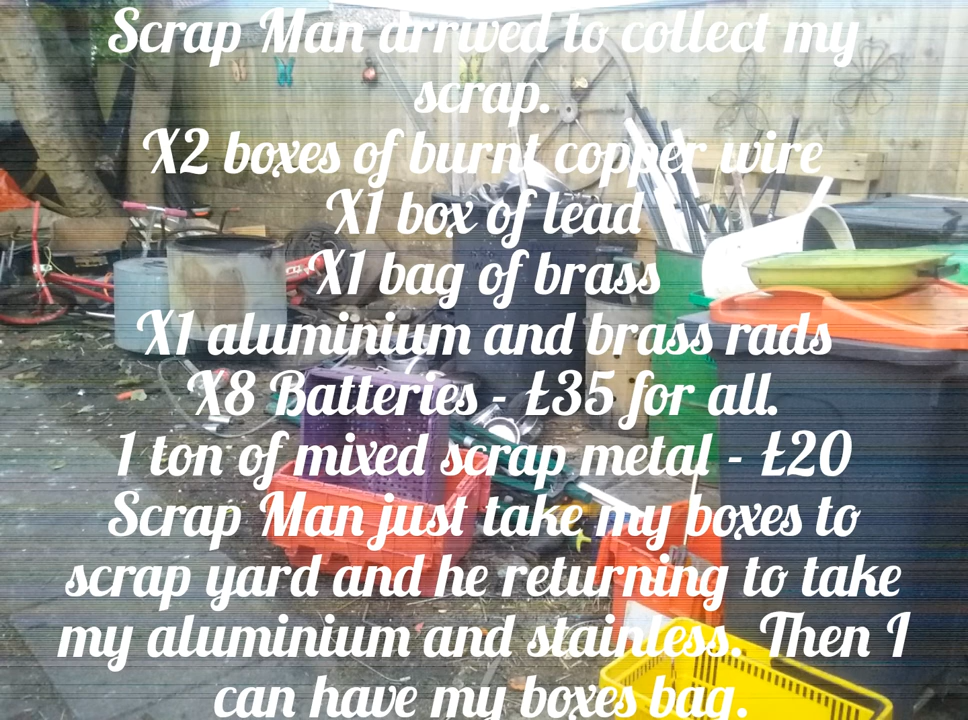 Scrap Man arrived to collect my
scrap.
X2 boxes of burnt copper wire
X1 box of lead
X1 bag of brass
X1 aluminium and brass rads
X8 Batteries - £35 for all.
1 ton of mixed scrap metal - £20
Scrap Man just take my boxes to
scrap yard and he returning to take
my aluminium and stainless. Then I
can have my boxes bag.